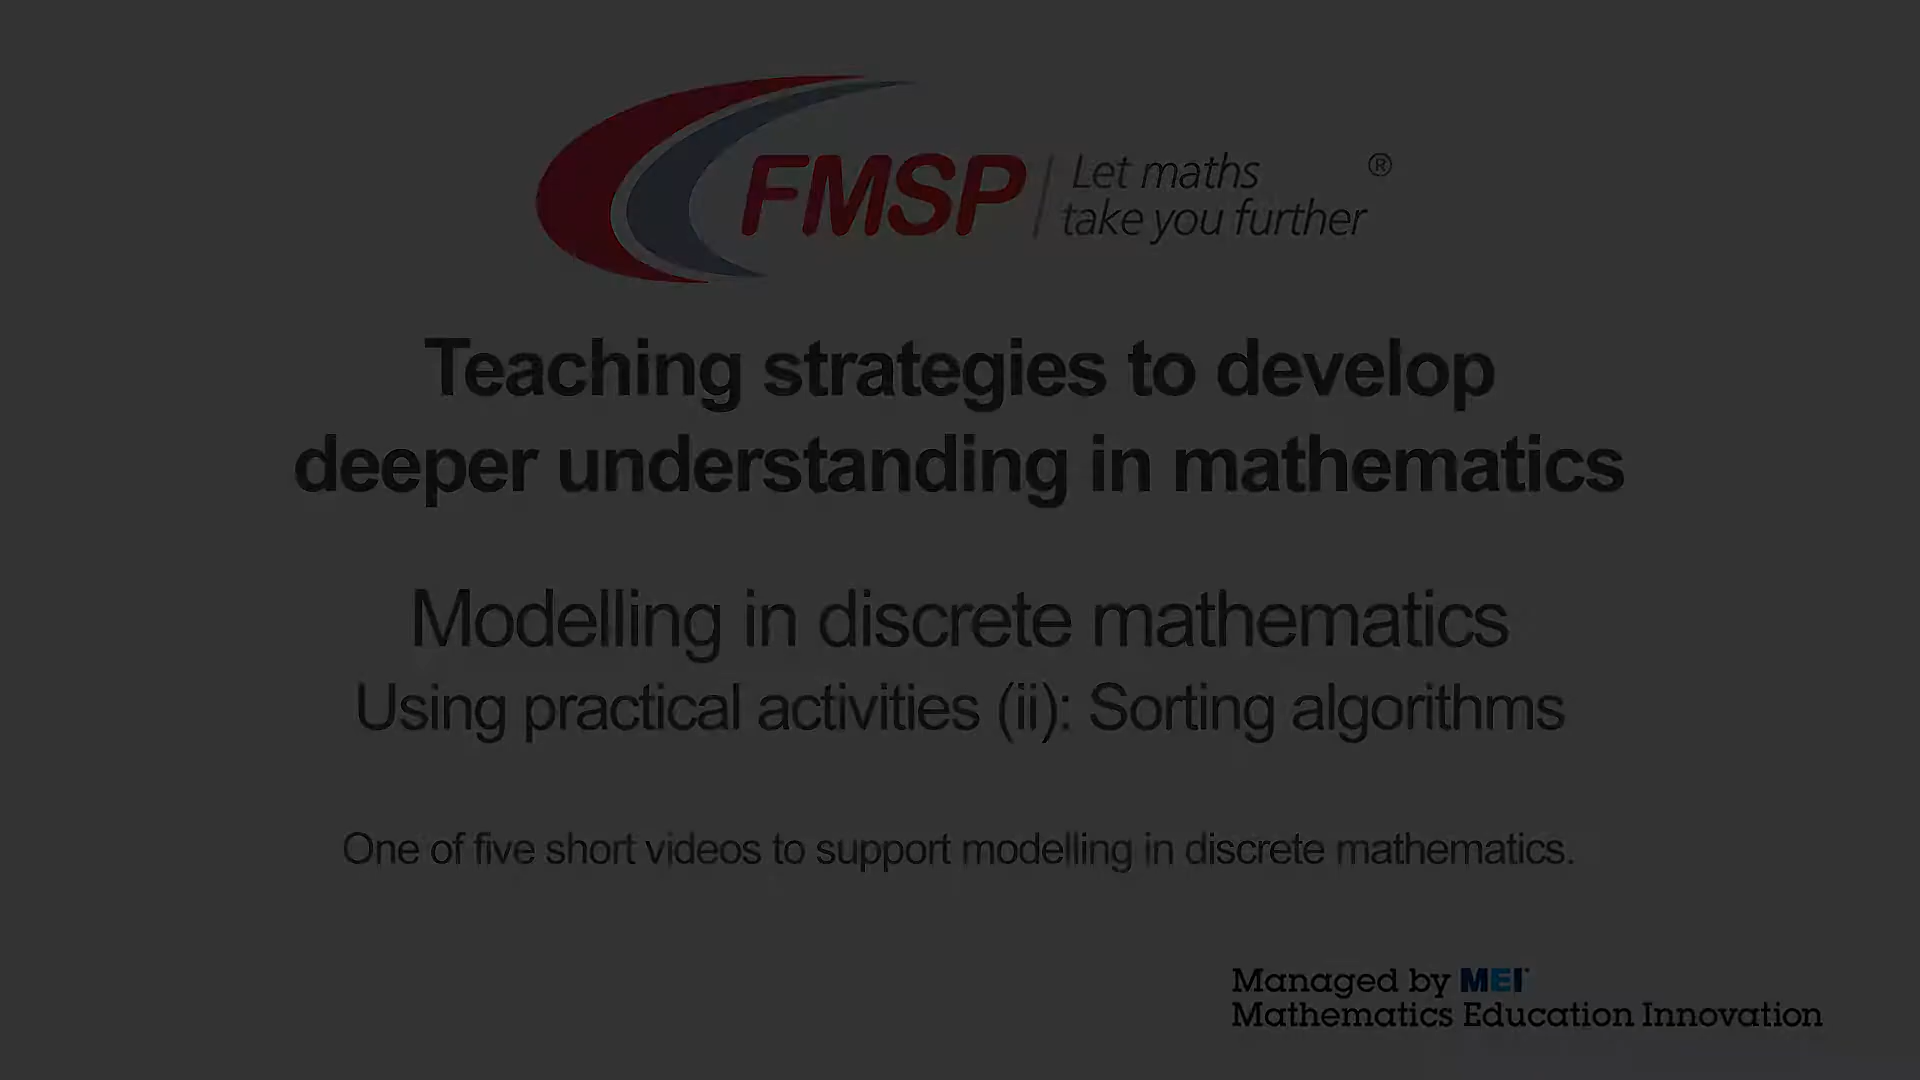 FMSP
Let maths
take you further ®
Teaching strategies to develop
deeper understanding in mathematics
Modelling in discrete mathematics
Using practical activities (ii): Sorting algorithms
One of five short videos to support modelling in discrete mathematics.
Managed by MEI
Mathematics Education Innovation